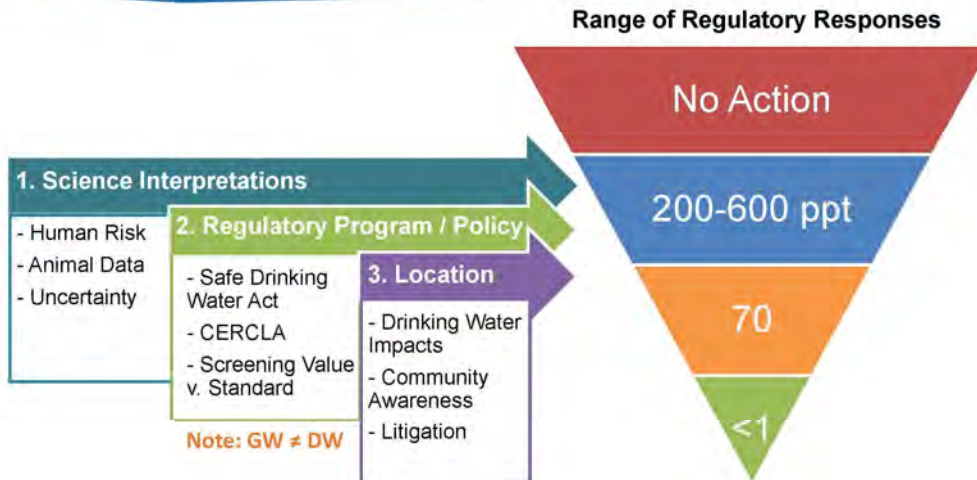 Range of Regulatory Responses
No Action
1. Science Interpretations
- Human Risk
- Animal Data
- Uncertainty
2. Regulatory Program / Policy
- Safe Drinking
Water Act
- CERCLA
- Screening Value
v. Standard
Note: GW ≠ DW
3. Location
- Drinking Water
Impacts
- Community
Awareness
- Litigation
200-600 ppt
70
<1